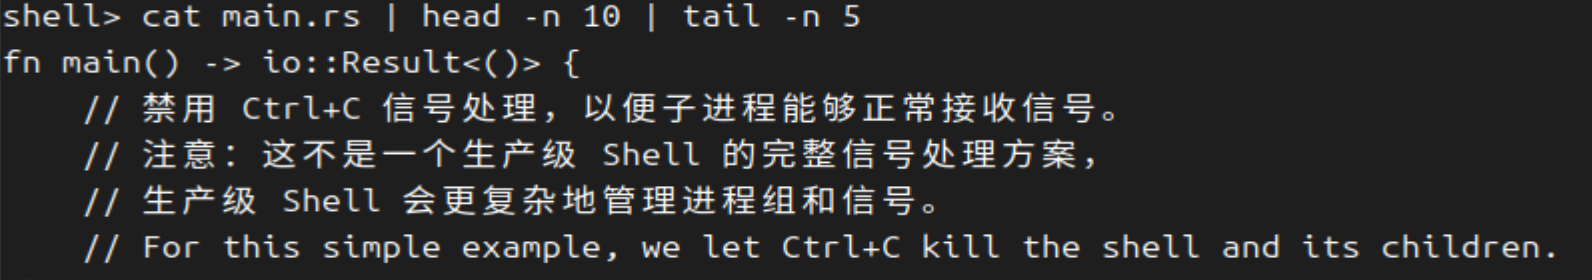 shell> cat main.rs | head -n 10 | tail -n 5
fn main() -> io::Result<()> {
    // 禁用 Ctrl+C 信号处理，以便子进程能够正常接收信号。
    // 注意：这不是一个生产级 Shell 的完整信号处理方案，
    // 生产级 Shell 会更复杂地管理进程组和信号。
    // For this simple example, we let Ctrl+C kill the shell and its children.